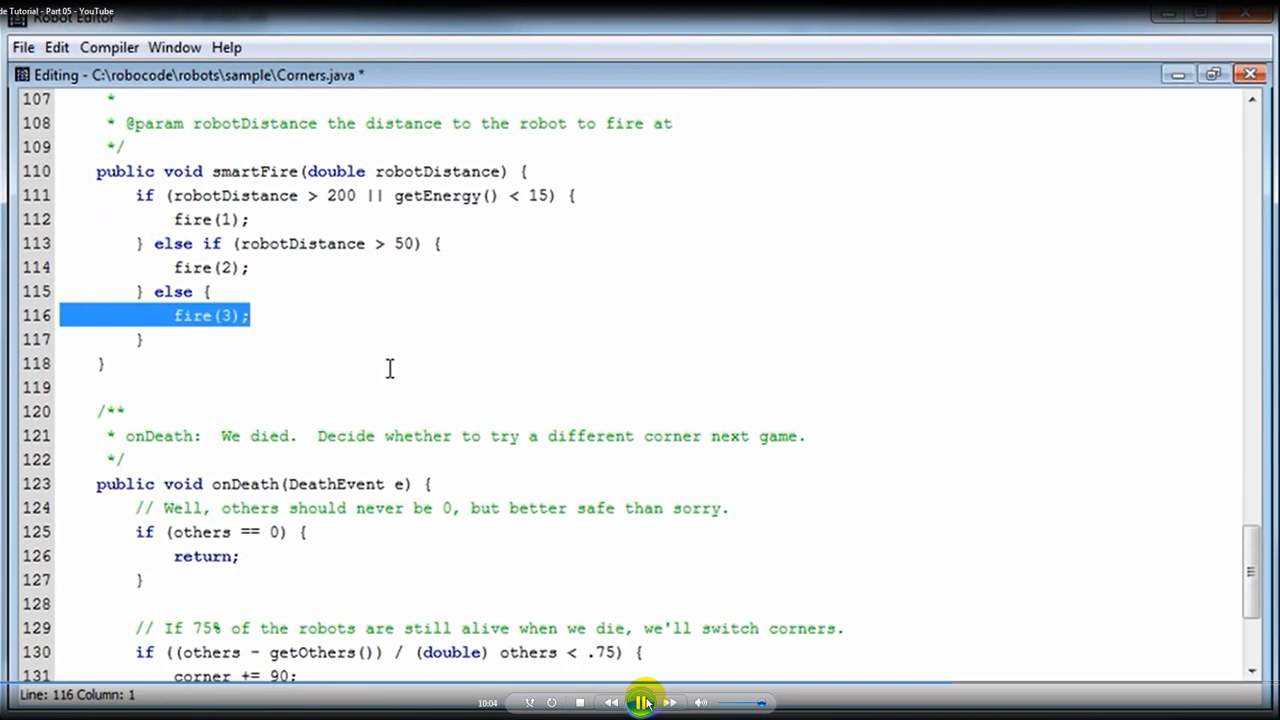 de Tutorial - Part 05 - YouTube
Robot Editor
File Edit Compiler Window Help
Editing - C:\robocode\robots\sample\Corners.java *
107 *
108 * @param robotDistance the distance to the robot to fire at
109 */
110 public void smartFire(double robotDistance) {
111 if (robotDistance > 200 || getEnergy() < 15) {
112 fire(1);
113 } else if (robotDistance > 50) {
114 fire(2);
115 } else {
116 fire(3);
117 }
118 }
119
120 /**
121 * onDeath:  We died.  Decide whether to try a different corner next game.
122 */
123 public void onDeath(DeathEvent e) {
124 // Well, others should never be 0, but better safe than sorry.
125 if (others == 0) {
126 return;
127 }
128
129 // If 75% of the robots are still alive when we die, we'll switch corners.
130 if ((others - getOthers()) / (double) others < .75) {
131 corner += 90;
Line: 116 Column: 1
10:04